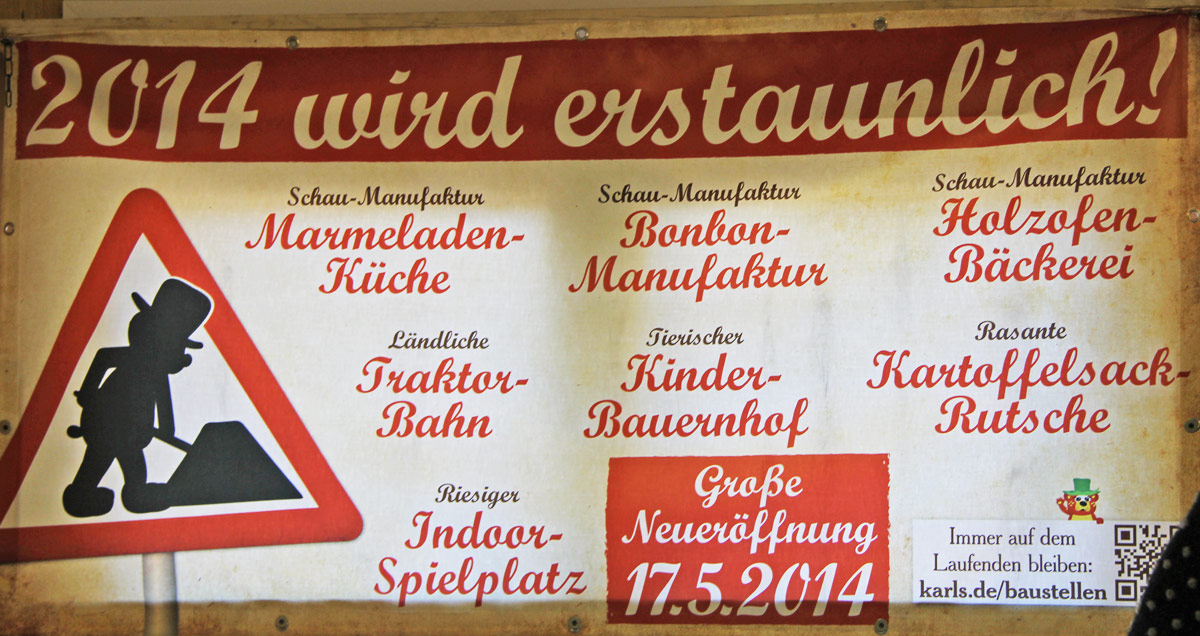 2014 wird erstaunlich!
Schau-Manufaktur
Marmeladen-
Küche
Schau-Manufaktur
Bonbon-
Manufaktur
Schau-Manufaktur
Holzofen-
Bäckerei
Ländliche
Traktor-
Bahn
Tierischer
Kinder-
Bauernhof
Rasante
Kartoffelsack-
Rutsche
Riesiger
Indoor-
Spielplatz
Große
Neueröffnung
17.5.2014
Immer auf dem
Laufenden bleiben:
karls.de/baustellen